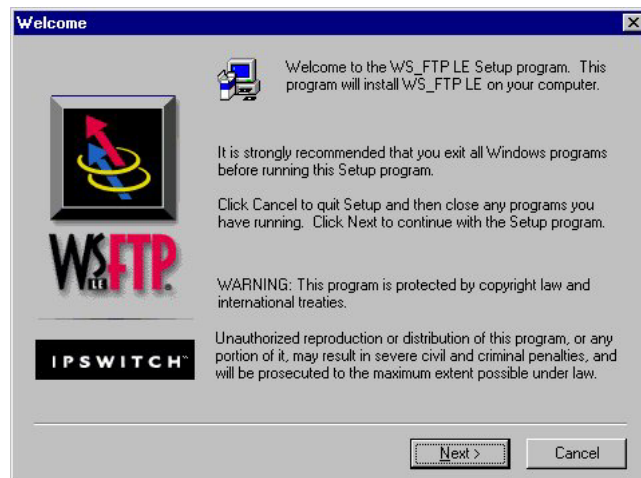 Welcome
Welcome to the WS_FTP LE Setup program. This
program will install WS_FTP LE on your computer.
It is strongly recommended that you exit all Windows programs
before running this Setup program.
Click Cancel to quit Setup and then close any programs you
have running. Click Next to continue with the Setup program.
WS FTP
LE
WARNING: This program is protected by copyright law and
international treaties.
Unauthorized reproduction or distribution of this program, or any
portion of it, may result in severe civil and criminal penalties, and
will be prosecuted to the maximum extent possible under law.
IPSWITCH
Next > Cancel